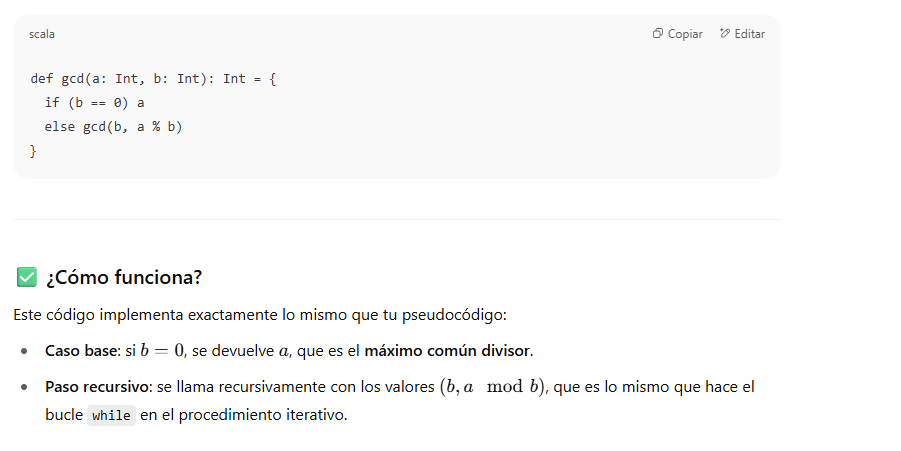 scala
Copiar
Editar
def gcd(a: Int, b: Int): Int = {
  if (b == 0) a
  else gcd(b, a % b)
}
✅ ¿Cómo funciona?
Este código implementa exactamente lo mismo que tu pseudocódigo:
• Caso base: si b = 0, se devuelve a, que es el máximo común divisor.
• Paso recursivo: se llama recursivamente con los valores (b, a mod b), que es lo mismo que hace el
bucle while en el procedimiento iterativo.